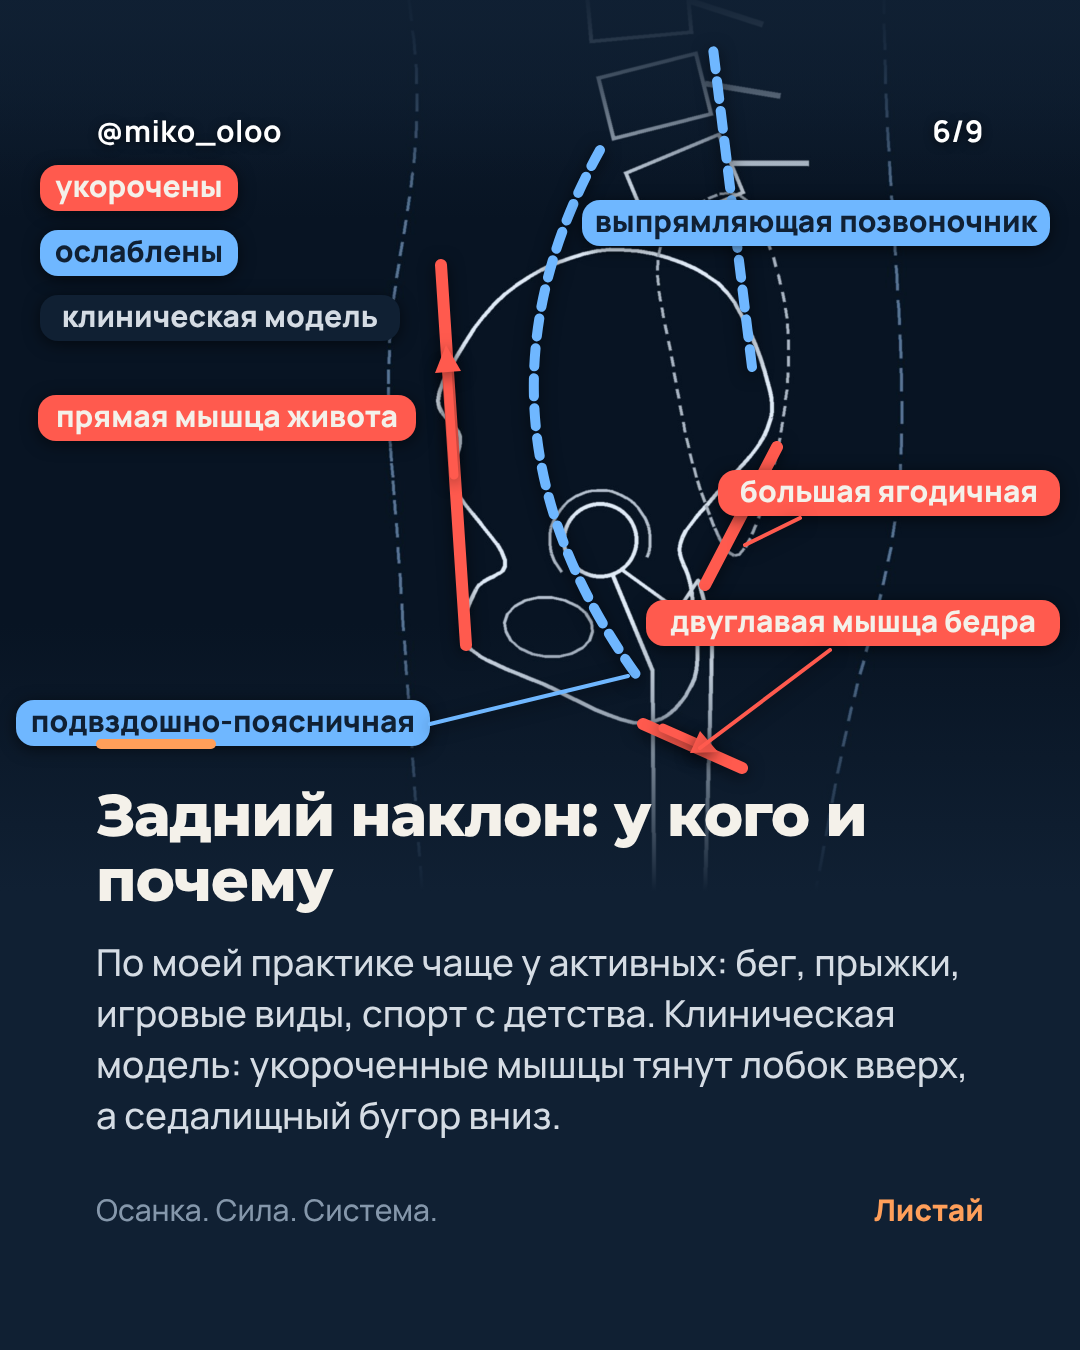 @miko_oloo
6/9
укорочены
ослаблены
клиническая модель
выпрямляющая позвоночник
прямая мышца живота
большая ягодичная
двуглавая мышца бедра
подвздошно-поясничная
Задний наклон: у кого и
почему
По моей практике чаще у активных: бег, прыжки,
игровые виды, спорт с детства. Клиническая
модель: укороченные мышцы тянут лобок вверх,
а седалищный бугор вниз.
Осанка. Сила. Система.
Листай